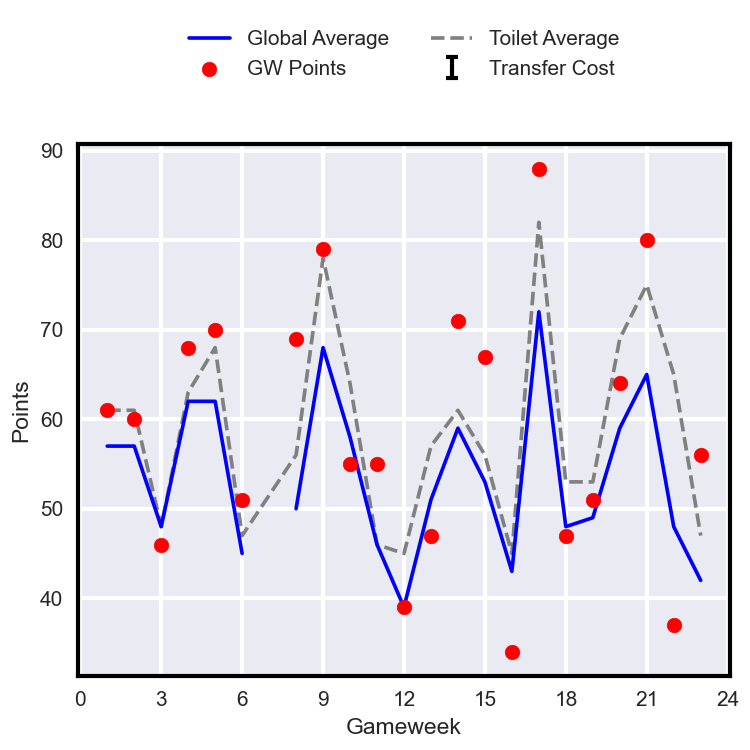 Global Average
Toilet Average
GW Points
Transfer Cost
90
80
70
60
50
40
Points
0 3 6 9 12 15 18 21 24
Gameweek